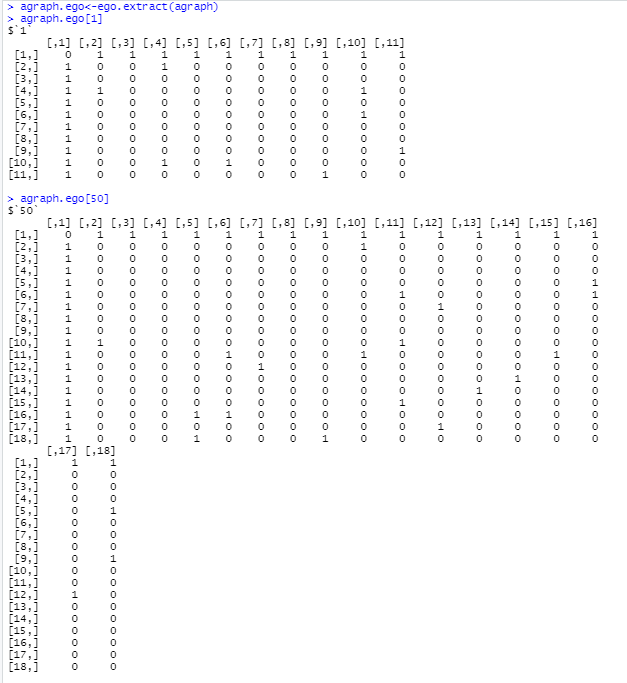 > agraph.ego<-ego.extract(agraph)
> agraph.ego[1]
$`1`
      [,1] [,2] [,3] [,4] [,5] [,6] [,7] [,8] [,9] [,10] [,11]
 [1,]    0    1    1    1    1    1    1    1    1     1     1
 [2,]    1    0    0    1    0    0    0    0    0     0     0
 [3,]    1    0    0    0    0    0    0    0    0     0     0
 [4,]    1    1    0    0    0    0    0    0    0     1     0
 [5,]    1    0    0    0    0    0    0    0    0     0     0
 [6,]    1    0    0    0    0    0    0    0    0     1     0
 [7,]    1    0    0    0    0    0    0    0    0     0     0
 [8,]    1    0    0    0    0    0    0    0    0     0     0
 [9,]    1    0    0    0    0    0    0    0    0     0     1
[10,]    1    0    0    1    0    1    0    0    0     0     0
[11,]    1    0    0    0    0    0    0    0    1     0     0
> agraph.ego[50]
$`50`
      [,1] [,2] [,3] [,4] [,5] [,6] [,7] [,8] [,9] [,10] [,11] [,12] [,13] [,14] [,15] [,16]
 [1,]    0    1    1    1    1    1    1    1    1     1     1     1     1     1     1     1
 [2,]    1    0    0    0    0    0    0    0    0     1     0     0     0     0     0     0
 [3,]    1    0    0    0    0    0    0    0    0     0     0     0     0     0     0     0
 [4,]    1    0    0    0    0    0    0    0    0     0     0     0     0     0     0     0
 [5,]    1    0    0    0    0    0    0    0    0     0     0     0     0     0     0     1
 [6,]    1    0    0    0    0    0    0    0    0     0     1     0     0     0     0     1
 [7,]    1    0    0    0    0    0    0    0    0     0     0     1     0     0     0     0
 [8,]    1    0    0    0    0    0    0    0    0     0     0     0     0     0     0     0
 [9,]    1    0    0    0    0    0    0    0    0     0     0     0     0     0     0     0
[10,]    1    1    0    0    0    0    0    0    0     0     1     0     0     0     0     0
[11,]    1    0    0    0    0    1    0    0    0     1     0     0     0     0     1     0
[12,]    1    0    0    0    0    0    1    0    0     0     0     0     0     0     0     0
[13,]    1    0    0    0    0    0    0    0    0     0     0     0     0     1     0     0
[14,]    1    0    0    0    0    0    0    0    0     0     0     0     1     0     0     0
[15,]    1    0    0    0    0    0    0    0    0     0     1     0     0     0     0     0
[16,]    1    0    0    0    1    1    0    0    0     0     0     0     0     0     0     0
[17,]    1    0    0    0    0    0    0    0    0     0     0     1     0     0     0     0
[18,]    1    0    0    0    1    0    0    0    1     0     0     0     0     0     0     0
      [,17] [,18]
 [1,]     1     1
 [2,]     0     0
 [3,]     0     0
 [4,]     0     0
 [5,]     0     1
 [6,]     0     0
 [7,]     0     0
 [8,]     0     0
 [9,]     0     1
[10,]     0     0
[11,]     0     0
[12,]     1     0
[13,]     0     0
[14,]     0     0
[15,]     0     0
[16,]     0     0
[17,]     0     0
[18,]     0     0